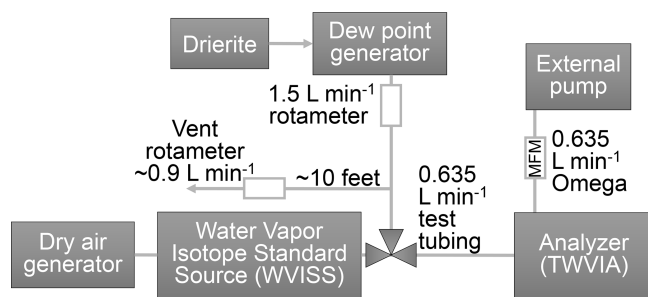 Drierite
Dew point
generator
External
pump
1.5 L min⁻¹
rotameter
Vent
rotameter
~0.9 L min⁻¹
~10 feet
0.635
L min⁻¹
test
tubing
MFM
0.635
L min⁻¹
Omega
Dry air
generator
Water Vapor
Isotope Standard
Source (WVISS)
Analyzer
(TWVIA)